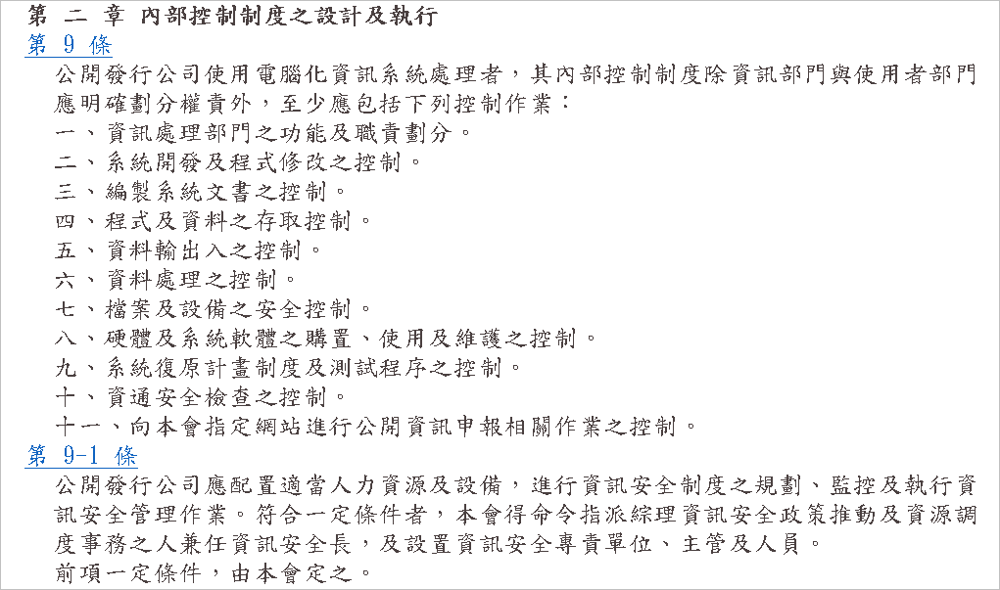 第 二 章 內部控制制度之設計及執行
第 9 條
公開發行公司使用電腦化資訊系統處理者，其內部控制制度除資訊部門與使用者部門
應明確劃分權責外，至少應包括下列控制作業：
一、資訊處理部門之功能及職責劃分。
二、系統開發及程式修改之控制。
三、編製系統文書之控制。
四、程式及資料之存取控制。
五、資料輸出入之控制。
六、資料處理之控制。
七、檔案及設備之安全控制。
八、硬體及系統軟體之購置、使用及維護之控制。
九、系統復原計畫制度及測試程序之控制。
十、資通安全檢查之控制。
十一、向本會指定網站進行公開資訊申報相關作業之控制。
第 9-1 條
公開發行公司應配置適當人力資源及設備，進行資訊安全制度之規劃、監控及執行資
訊安全管理作業。符合一定條件者，本會得命令指派綜理資訊安全政策推動及資源調
度事務之人兼任資訊安全長，及設置資訊安全專責單位、主管及人員。
前項一定條件，由本會定之。